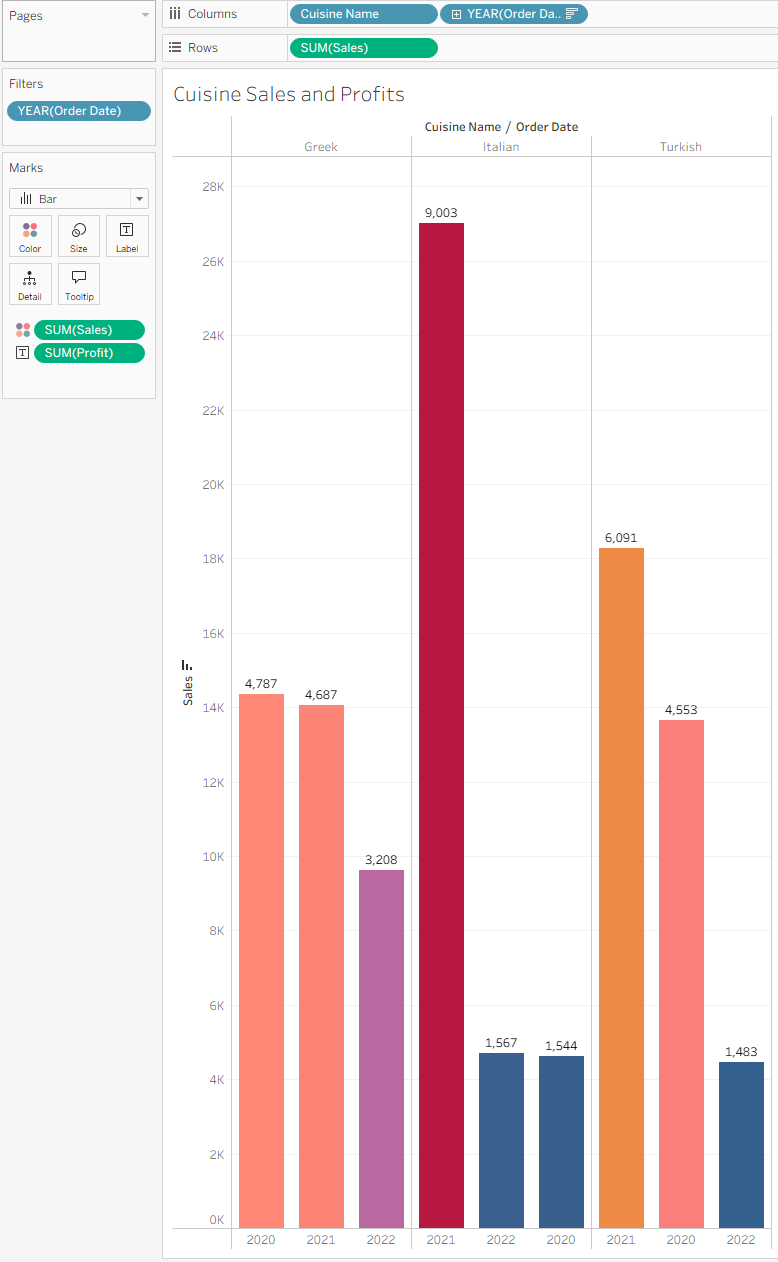 Pages
Columns
Cuisine Name
YEAR(Order Da..
Rows
SUM(Sales)
Filters
YEAR(Order Date)
Marks
Bar
Color
Size
T
Label
Detail
Tooltip
SUM(Sales)
T
SUM(Profit)
Cuisine Sales and Profits
Cuisine Name / Order Date
Greek
Italian
Turkish
Sales
28K
26K
24K
22K
20K
18K
16K
14K
12K
10K
8K
6K
4K
2K
0K
4,787
4,687
3,208
9,003
1,567
1,544
6,091
4,553
1,483
2020
2021
2022
2021
2022
2020
2021
2020
2022